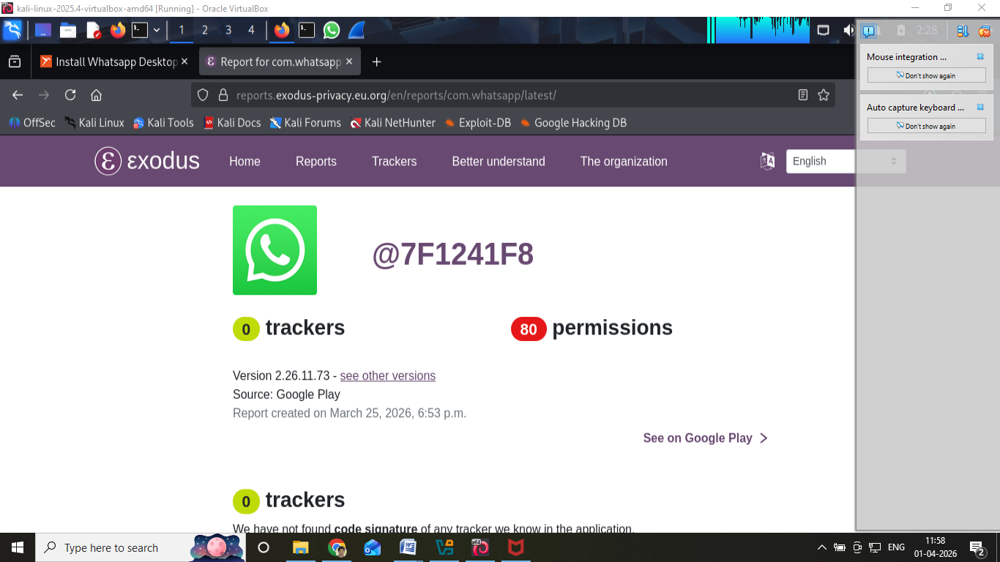 kali-linux-2025.4-virtualbox-amd64 [Running] - Oracle VirtualBox
1 2 3 4
2:28
Install Whatsapp Desktop
Report for com.whatsapp
reports.exodus-privacy.eu.org/en/reports/com.whatsapp/latest/
OffSec Kali Linux Kali Tools Kali Docs Kali Forums Kali NetHunter Exploit-DB Google Hacking DB
Mouse integration ...
Don't show again
Auto capture keyboard ...
Don't show again
εxodus Home Reports Trackers Better understand The organization English
@7F1241F8
0 trackers
80 permissions
Version 2.26.11.73 - see other versions
Source: Google Play
Report created on March 25, 2026, 6:53 p.m.
See on Google Play
0 trackers
We have not found code signature of any tracker we know in the application.
Type here to search
ENG
11:58
01-04-2026
2